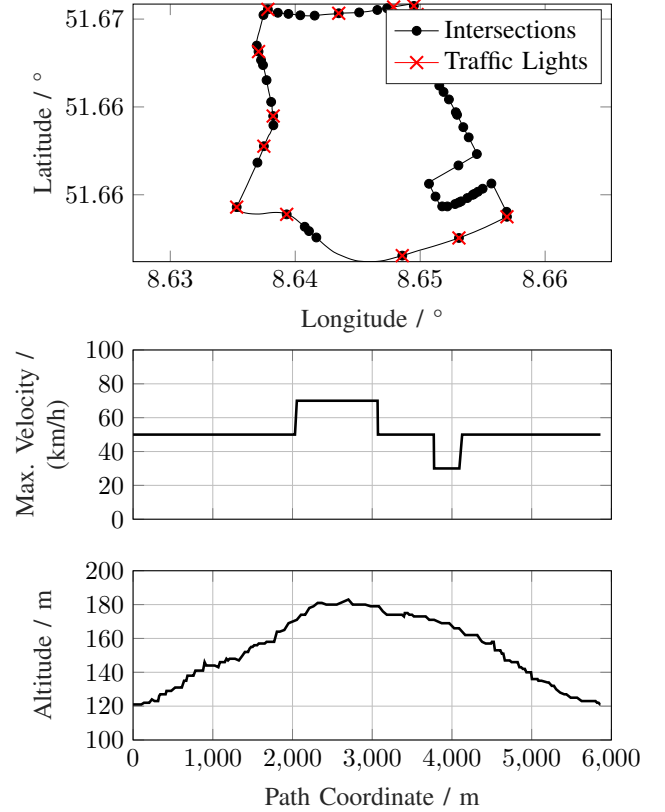 51.67
51.66
51.66
Latitude / °
Intersections
Traffic Lights
8.63 8.64 8.65 8.66
Longitude / °
100
80
60
40
20
0
Max. Velocity /
(km/h)
200
180
160
140
120
100
Altitude / m
0 1,000 2,000 3,000 4,000 5,000 6,000
Path Coordinate / m